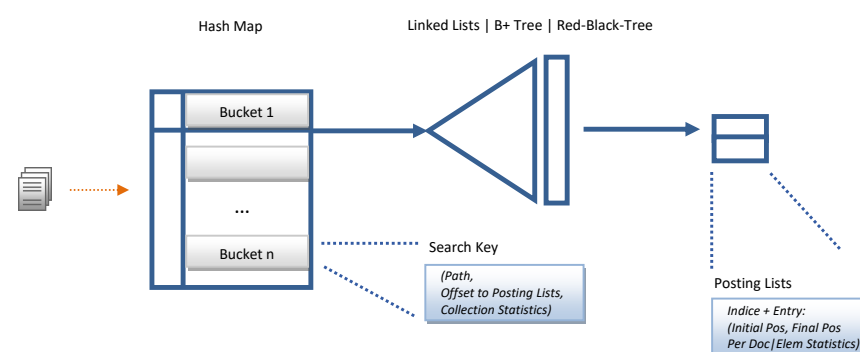 Hash Map
Linked Lists | B+ Tree | Red-Black-Tree
Bucket 1
...
Bucket n
Search Key
(Path,
Offset to Posting Lists,
Collection Statistics)
Posting Lists
Indice + Entry:
(Initial Pos, Final Pos
Per Doc|Elem Statistics)